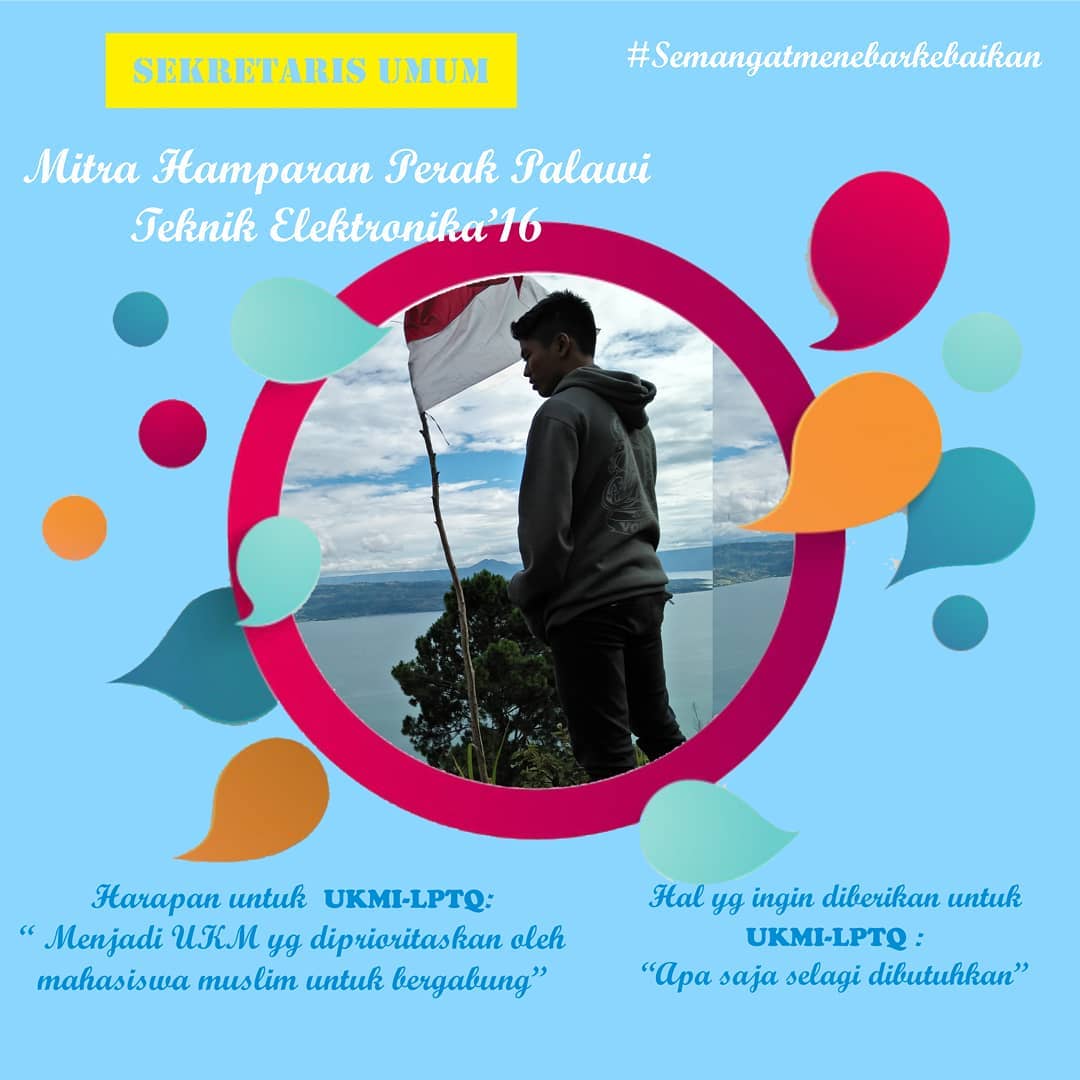 SEKRETARIS UMUM
#Semangatmenebarkebaikan
Mitra Hamparan Perak Palawi
Teknik Elektronika'16
Harapan untuk UKMI-LPTQ:
“ Menjadi UKM yg diprioritaskan oleh
mahasiswa muslim untuk bergabung”
Hal yg ingin diberikan untuk
UKMI-LPTQ :
“Apa saja selagi dibutuhkan”